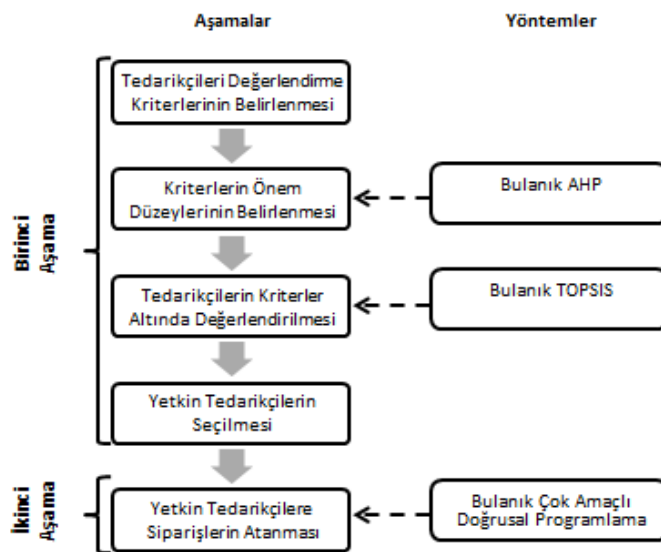 Aşamalar
Yöntemler
Birinci
Aşama
Tedarikçileri Değerlendirme
Kriterlerinin Belirlenmesi
Kriterlerin Önem
Düzeylerinin Belirlenmesi
Bulanık AHP
Tedarikçilerin Kriterler
Altında Değerlendirilmesi
Bulanık TOPSIS
Yetkin Tedarikçilerin
Seçilmesi
İkinci
Aşama
Yetkin Tedarikçilere
Siparişlerin Atanması
Bulanık Çok Amaçlı
Doğrusal Programlama